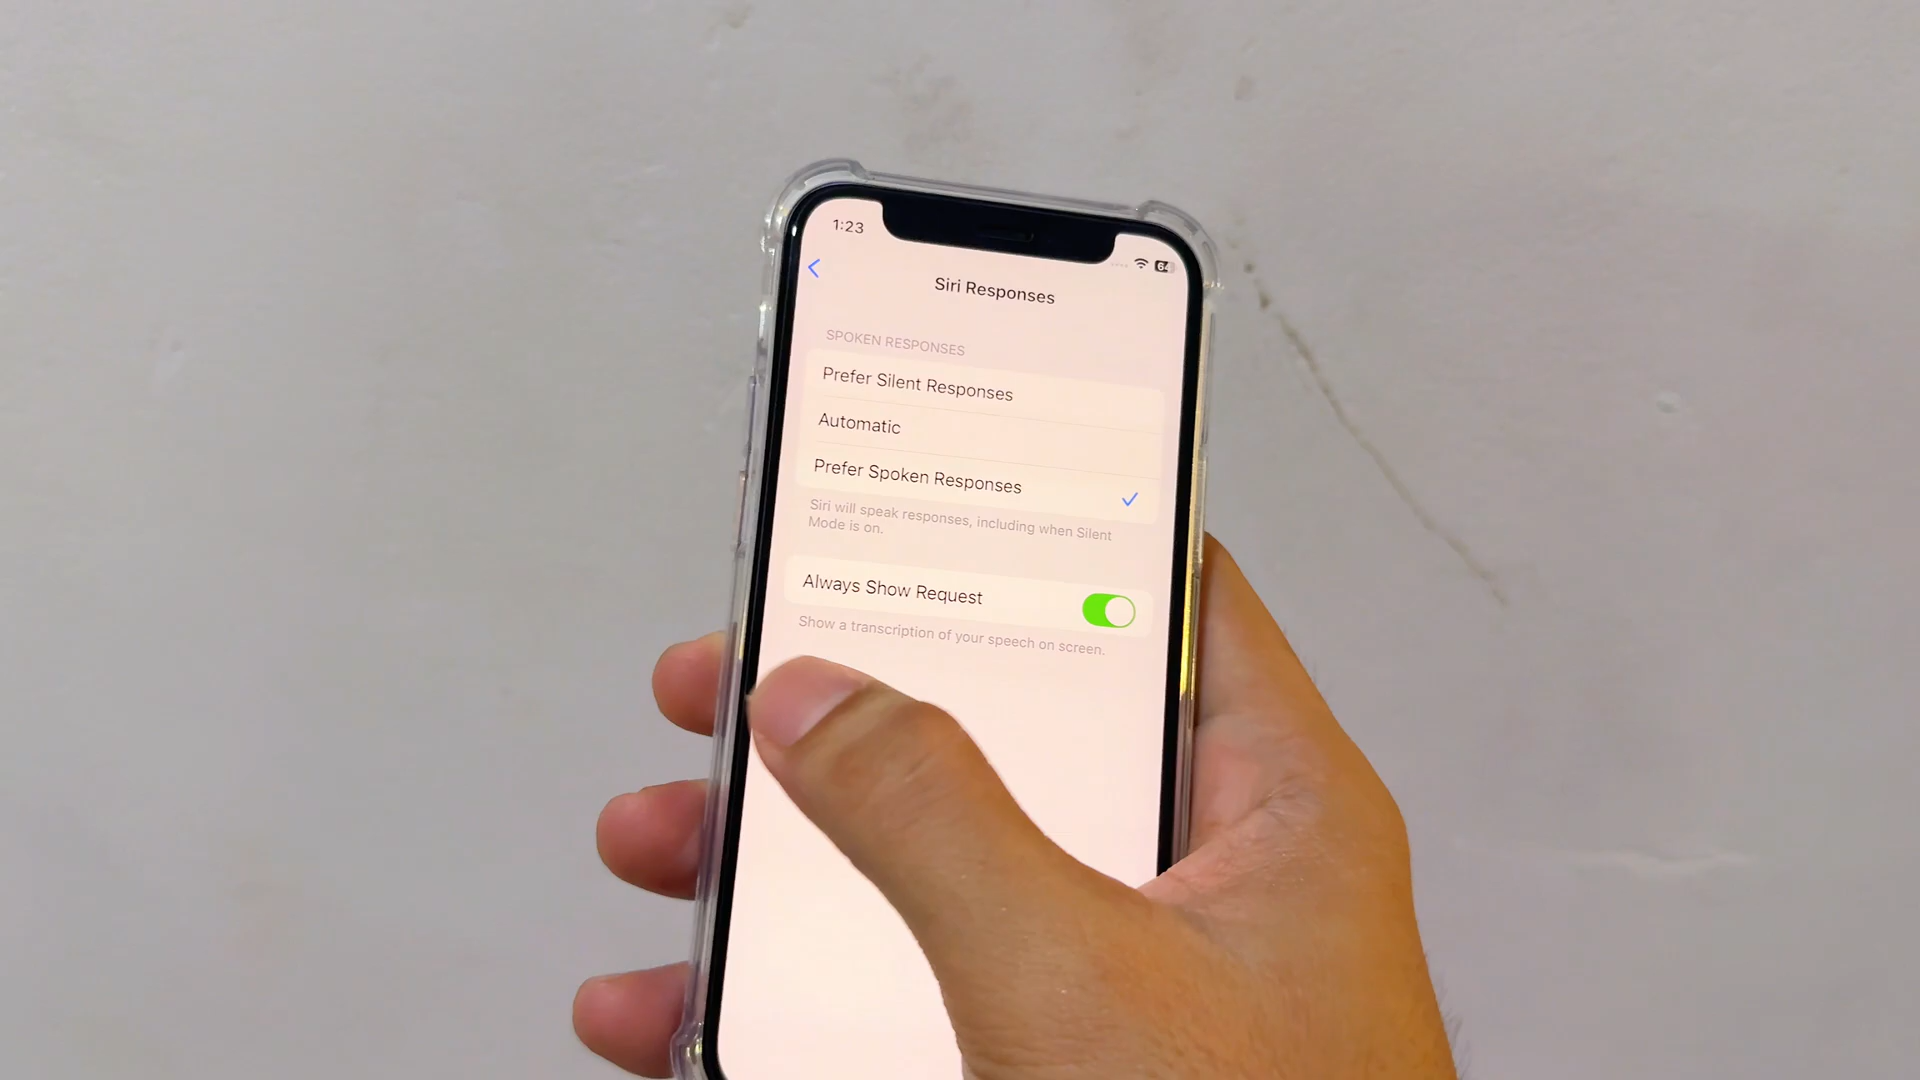 1:23
64
Siri Responses
SPOKEN RESPONSES
Prefer Silent Responses
Automatic
Prefer Spoken Responses
Siri will speak responses, including when Silent
Mode is on.
Always Show Request
Show a transcription of your speech on screen.